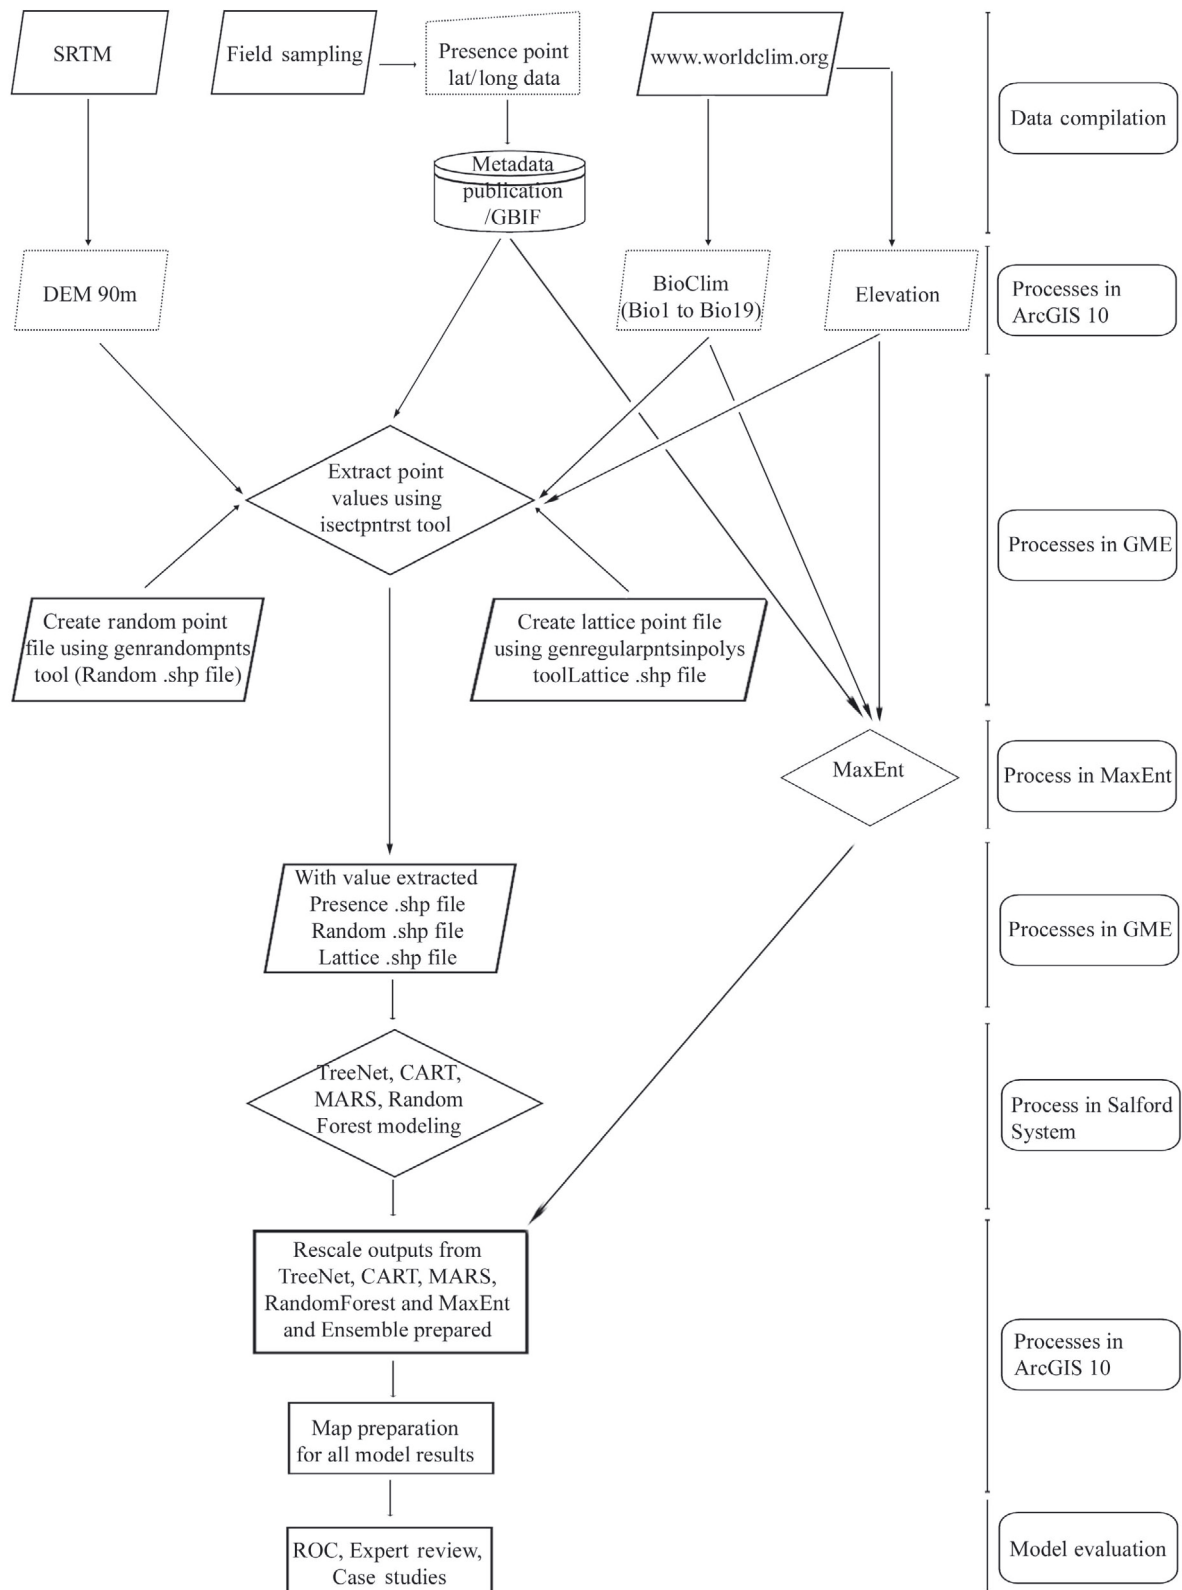 SRTM
Field sampling
Presence point
lat/long data
www.worldclim.org
Data compilation
Metadata
publication
/GBIF
DEM 90m
BioClim
(Bio1 to Bio19)
Elevation
Processes in
ArcGIS 10
Extract point
values using
isectpntrst tool
Processes in GME
Create random point
file using genrandompnts
tool (Random .shp file)
Create lattice point file
using genregularpntsinpolys
toolLattice .shp file
MaxEnt
Process in MaxEnt
With value extracted
Presence .shp file
Random .shp file
Lattice .shp file
Processes in GME
TreeNet, CART,
MARS, Random
Forest modeling
Process in Salford
System
Rescale outputs from
TreeNet, CART, MARS,
RandomForest and MaxEnt
and Ensemble prepared
Processes in
ArcGIS 10
Map preparation
for all model results
ROC, Expert review,
Case studies
Model evaluation